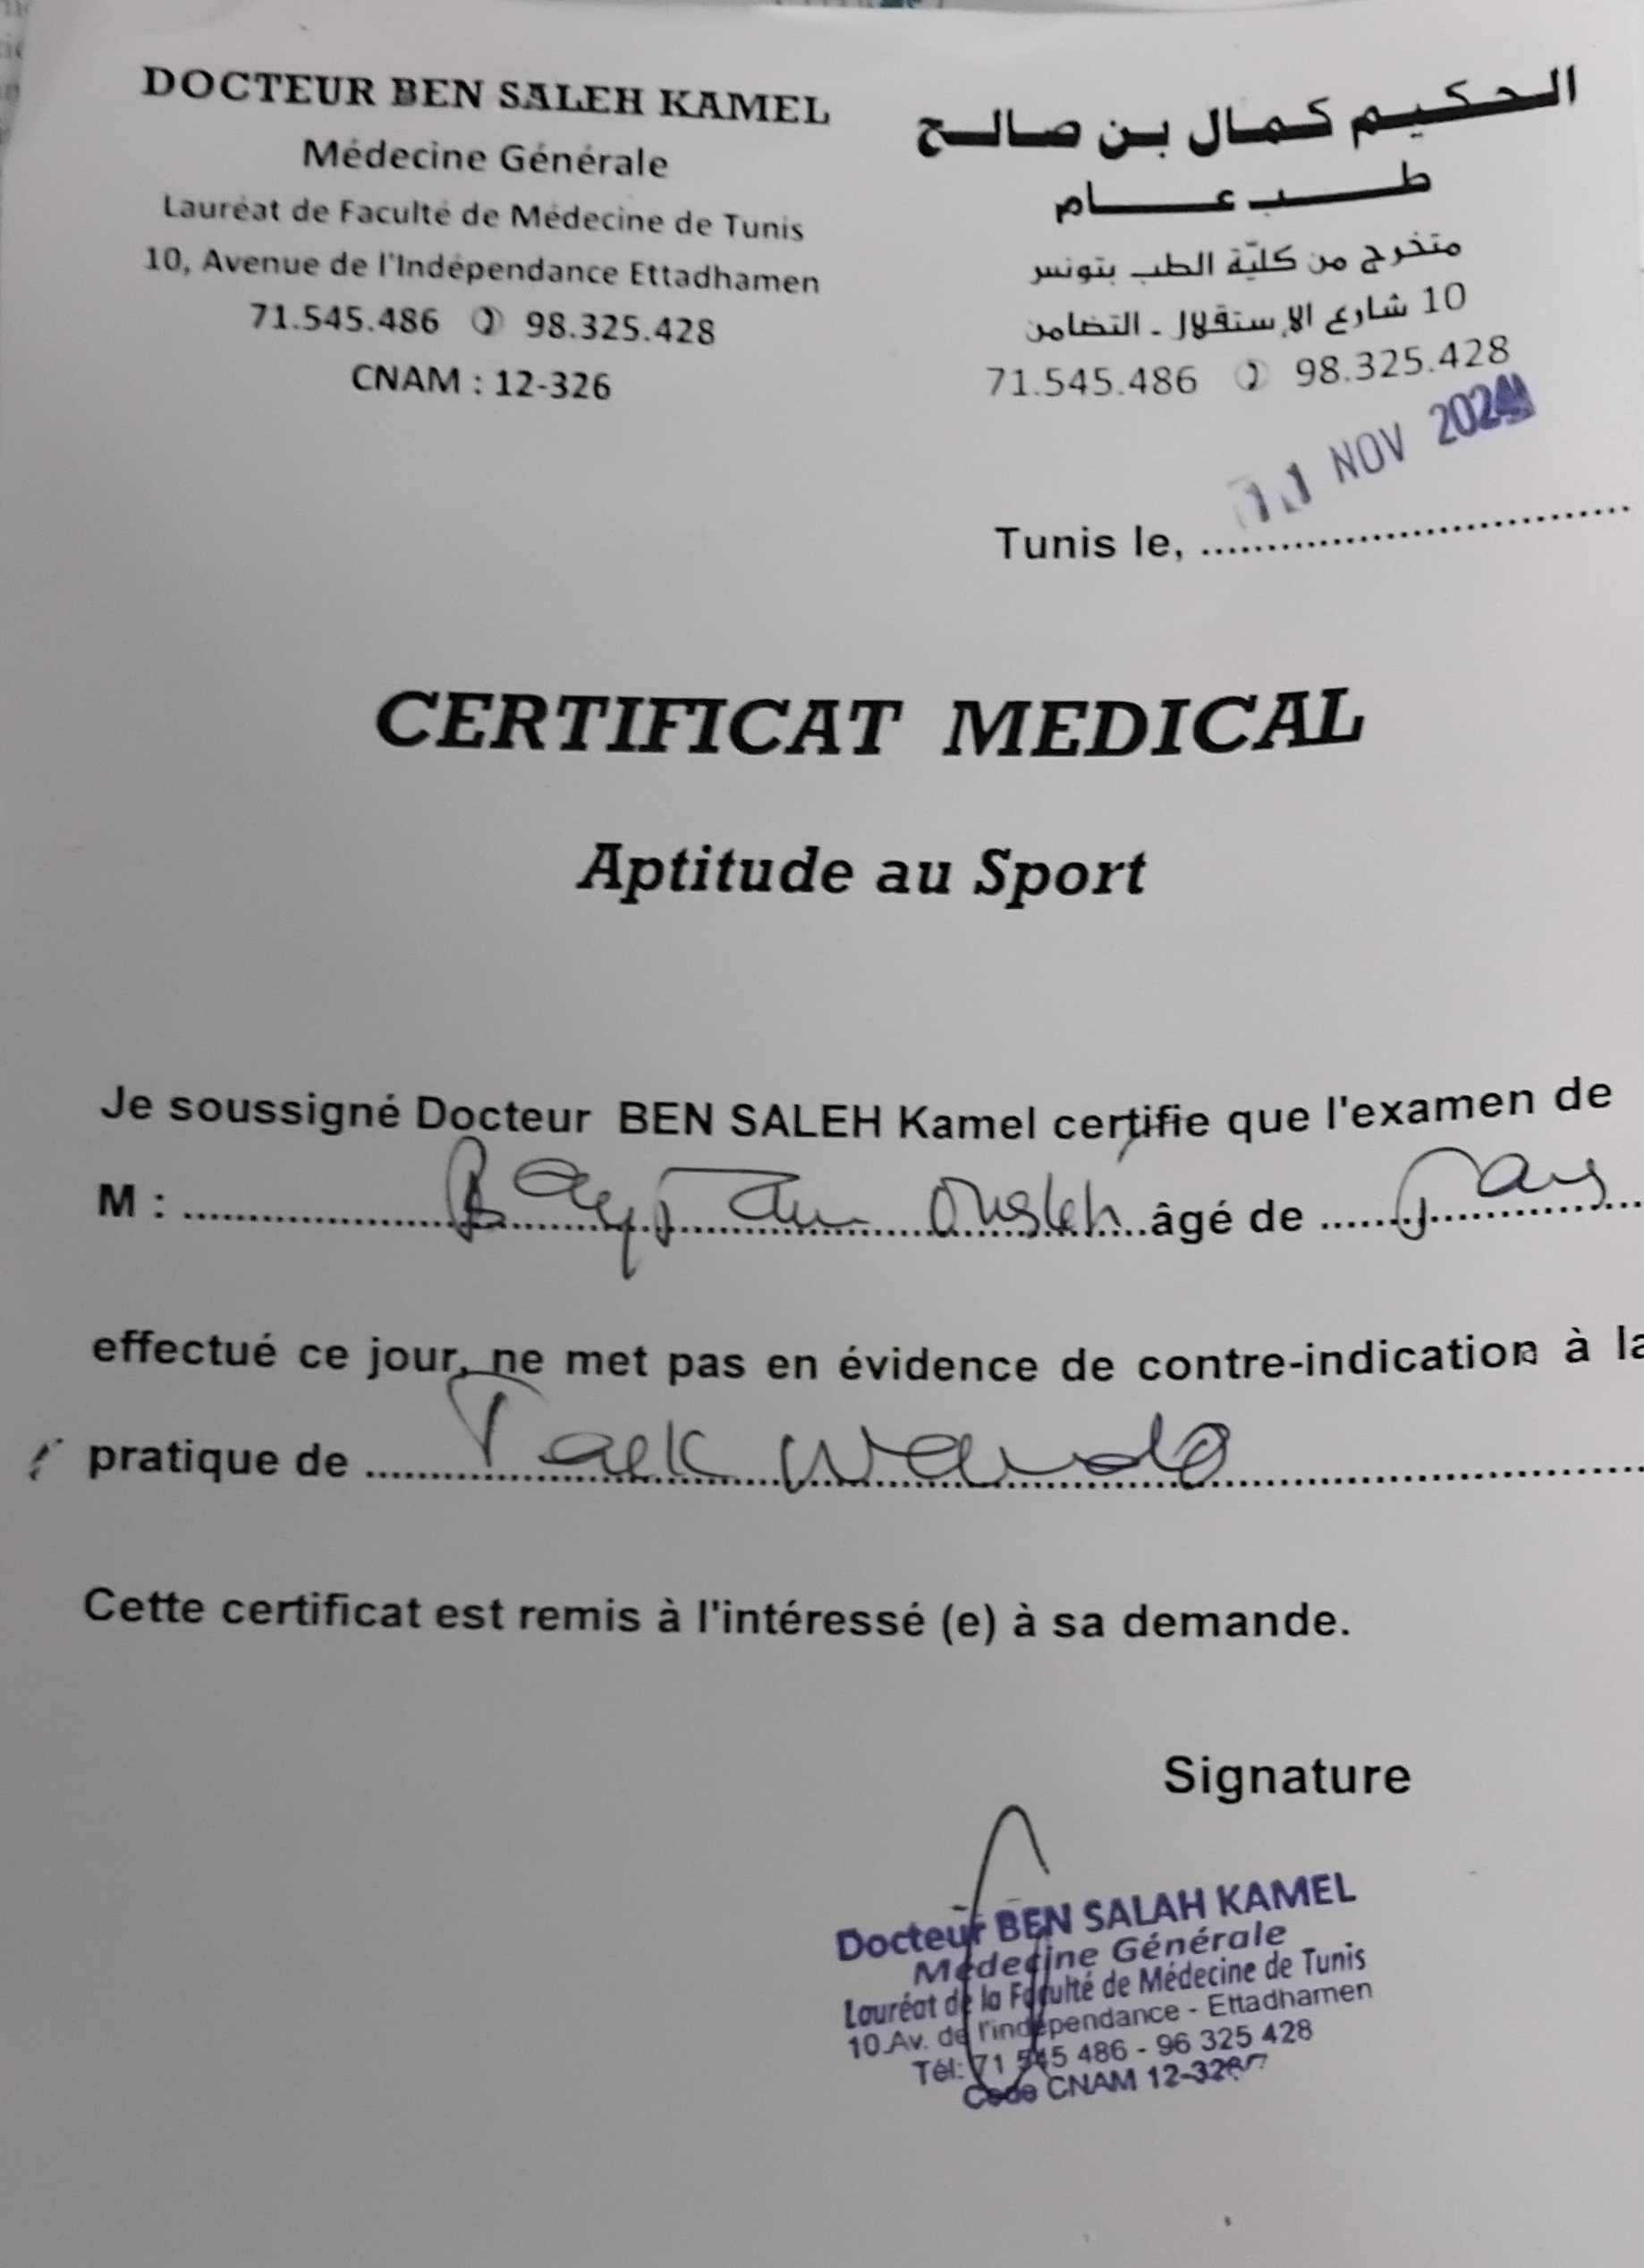 DOCTEUR BEN SALEH KAMEL
Médecine Générale
Lauréat de Faculté de Médecine de Tunis
10, Avenue de l'Indépendance Ettadhamen
71.545.486 98.325.428
CNAM : 12-326
الحكيم كمال بن صالح
طب عام
متخرج من كليّة الطب بتونس
10 شارع الإستقلال - التضامن
71.545.486 98.325.428
11 NOV 2024
Tunis le,
CERTIFICAT MEDICAL
Aptitude au Sport
Je soussigné Docteur BEN SALEH Kamel certifie que l'examen de
M : âgé de
effectué ce jour, ne met pas en évidence de contre-indication à la
pratique de Taekwondo
Cette certificat est remis à l'intéressé (e) à sa demande.
Signature
Docteur BEN SALAH KAMEL
Médecine Générale
Lauréat de la Faculté de Médecine de Tunis
10.Av. de l'indépendance - Ettadhamen
Tél: 71 545 486 - 96 325 428
Code CNAM